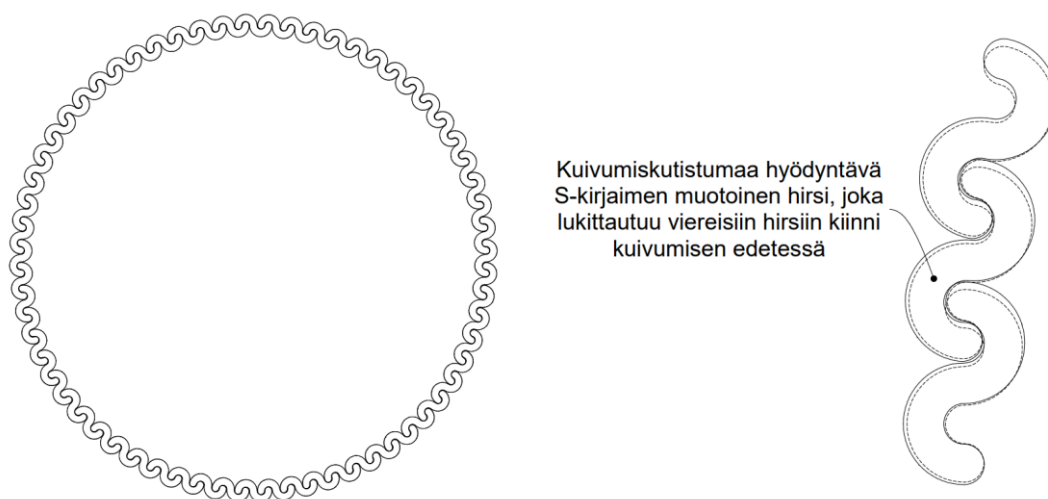 Kuivumiskutistumaa hyödyntävä
S-kirjaimen muotoinen hirsi, joka
lukittautuu viereisiin hirsiin kiinni
kuivumisen edetessä